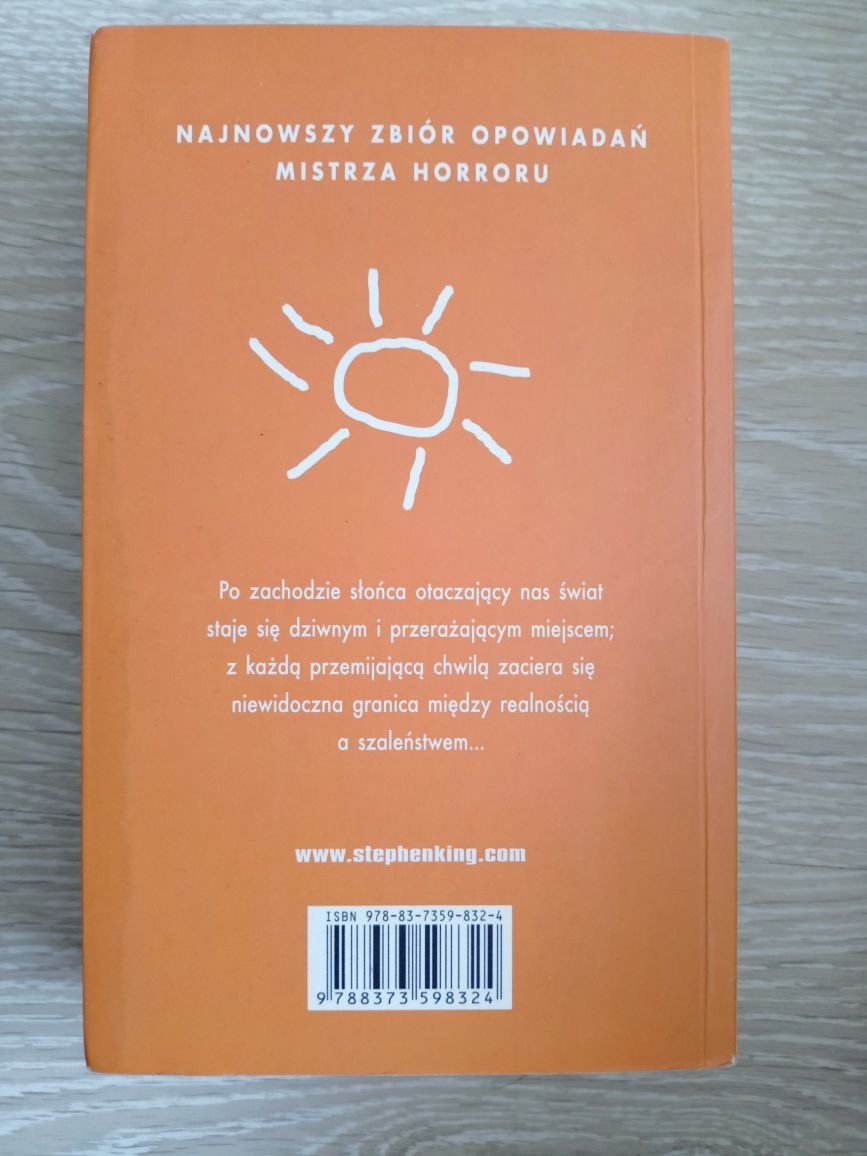 NAJNOWSZY ZBIÓR OPOWIADAŃ
MISTRZA HORRORU
Po zachodzie słońca otaczający nas świat
staje się dziwnym i przerażającym miejscem;
z każdą przemijającą chwilą zaciera się
niewidoczna granica między realnością
a szaleństwem...
www.stephenking.com
ISBN 978-83-7359-832-4
9 788373 598324